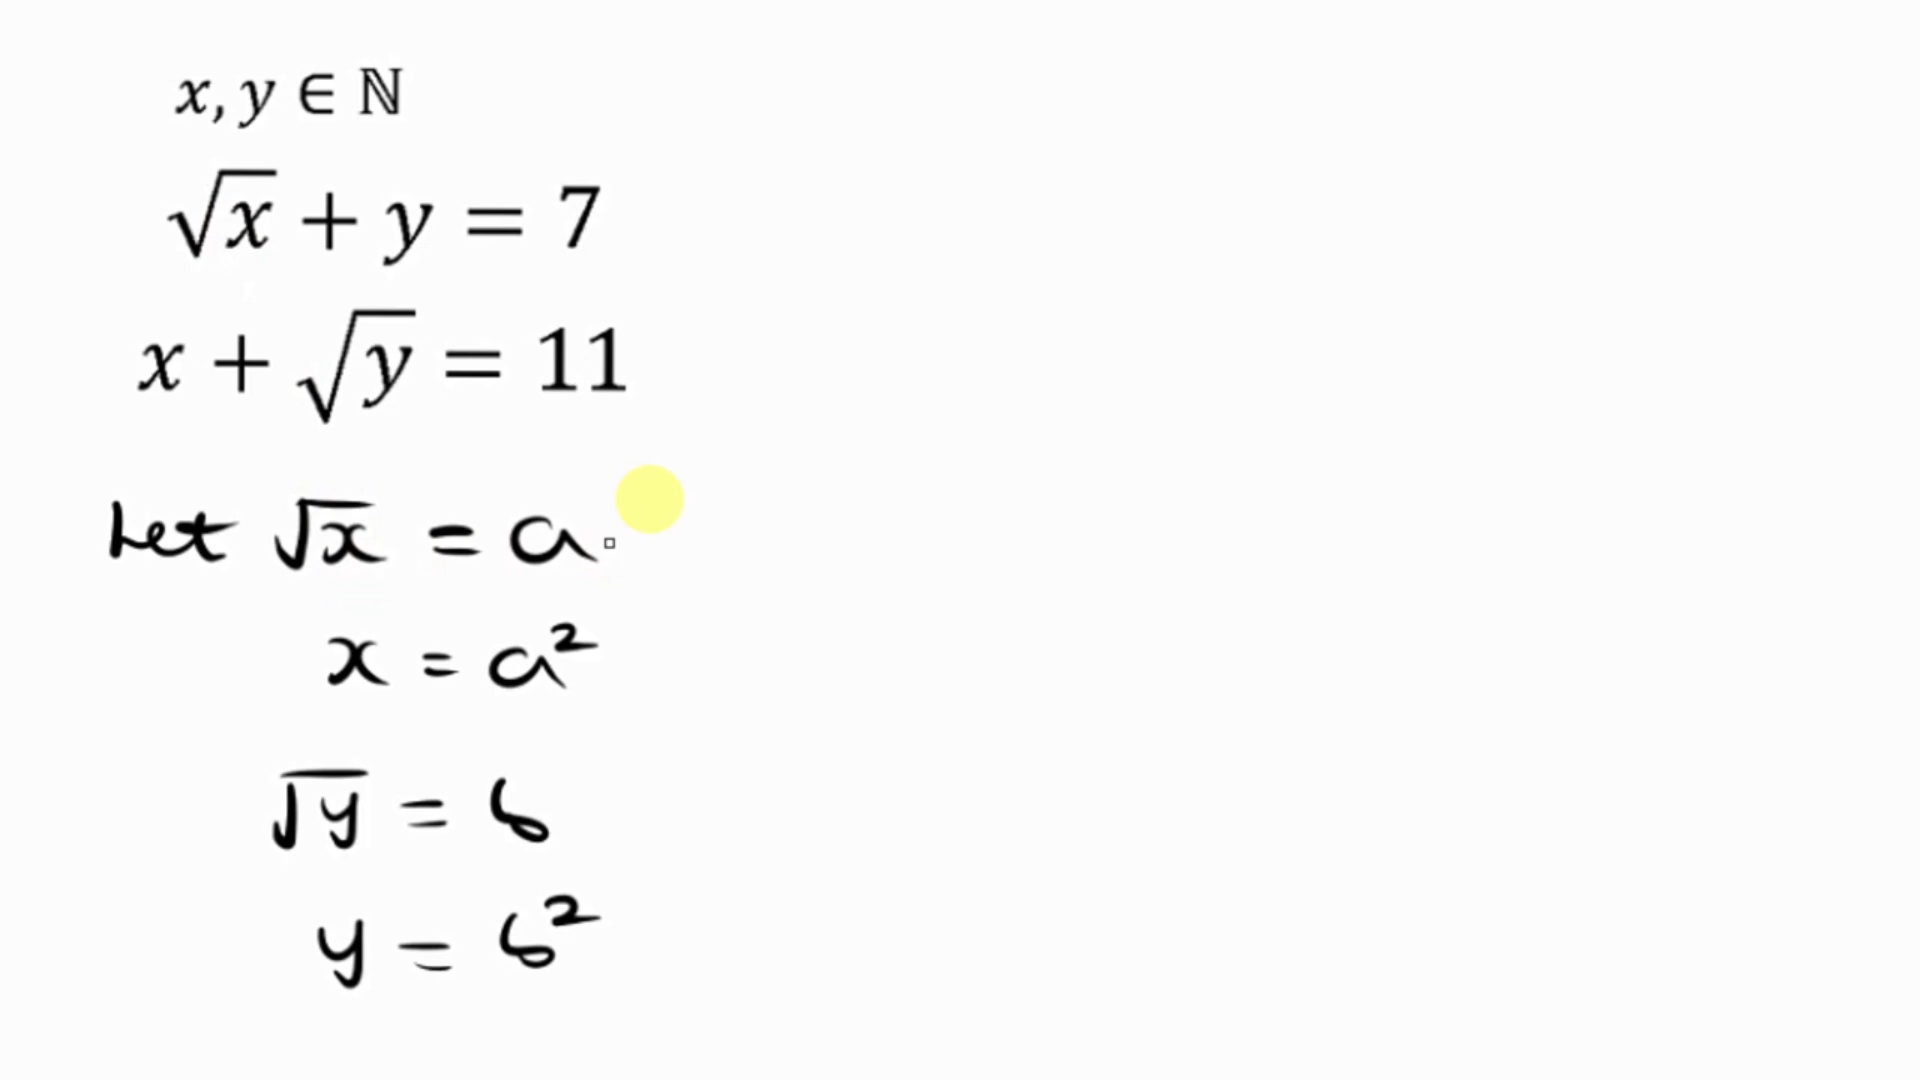 x, y ∈ ℕ
√x + y = 7
x + √y = 11
Let √x = a
x = a²
√y = b
y = b²